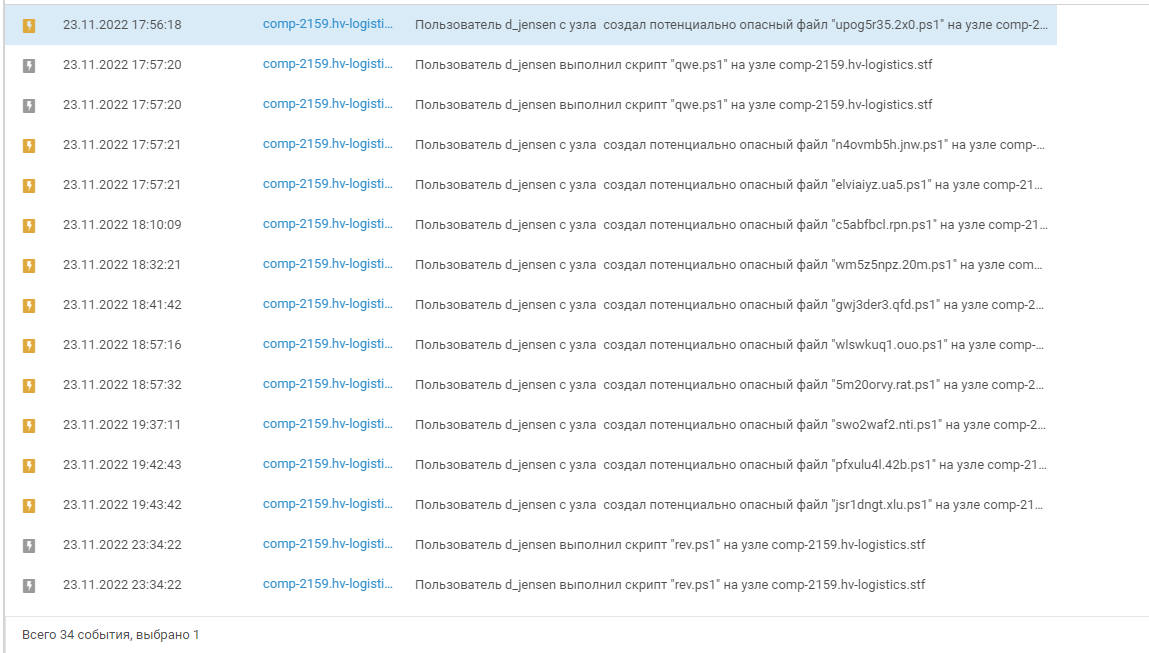 23.11.2022 17:56:18 comp-2159.hv-logisti... Пользователь d_jensen с узла создал потенциально опасный файл "upog5r35.2x0.ps1" на узле comp-2...
23.11.2022 17:57:20 comp-2159.hv-logisti... Пользователь d_jensen выполнил скрипт "qwe.ps1" на узле comp-2159.hv-logistics.stf
23.11.2022 17:57:20 comp-2159.hv-logisti... Пользователь d_jensen выполнил скрипт "qwe.ps1" на узле comp-2159.hv-logistics.stf
23.11.2022 17:57:21 comp-2159.hv-logisti... Пользователь d_jensen с узла создал потенциально опасный файл "n4ovmb5h.jnw.ps1" на узле comp-...
23.11.2022 17:57:21 comp-2159.hv-logisti... Пользователь d_jensen с узла создал потенциально опасный файл "elviaiyz.ua5.ps1" на узле comp-21...
23.11.2022 18:10:09 comp-2159.hv-logisti... Пользователь d_jensen с узла создал потенциально опасный файл "c5abfbcl.rpn.ps1" на узле comp-21...
23.11.2022 18:32:21 comp-2159.hv-logisti... Пользователь d_jensen с узла создал потенциально опасный файл "wm5z5npz.20m.ps1" на узле com...
23.11.2022 18:41:42 comp-2159.hv-logisti... Пользователь d_jensen с узла создал потенциально опасный файл "gwj3der3.qfd.ps1" на узле comp-2...
23.11.2022 18:57:16 comp-2159.hv-logisti... Пользователь d_jensen с узла создал потенциально опасный файл "wlswkuq1.ouo.ps1" на узле comp-...
23.11.2022 18:57:32 comp-2159.hv-logisti... Пользователь d_jensen с узла создал потенциально опасный файл "5m20orvy.rat.ps1" на узле comp-2...
23.11.2022 19:37:11 comp-2159.hv-logisti... Пользователь d_jensen с узла создал потенциально опасный файл "swo2waf2.nti.ps1" на узле comp-2...
23.11.2022 19:42:43 comp-2159.hv-logisti... Пользователь d_jensen с узла создал потенциально опасный файл "pfxulu4l.42b.ps1" на узле comp-21...
23.11.2022 19:43:42 comp-2159.hv-logisti... Пользователь d_jensen с узла создал потенциально опасный файл "jsr1dngt.xlu.ps1" на узле comp-21...
23.11.2022 23:34:22 comp-2159.hv-logisti... Пользователь d_jensen выполнил скрипт "rev.ps1" на узле comp-2159.hv-logistics.stf
23.11.2022 23:34:22 comp-2159.hv-logisti... Пользователь d_jensen выполнил скрипт "rev.ps1" на узле comp-2159.hv-logistics.stf
Всего 34 события, выбрано 1